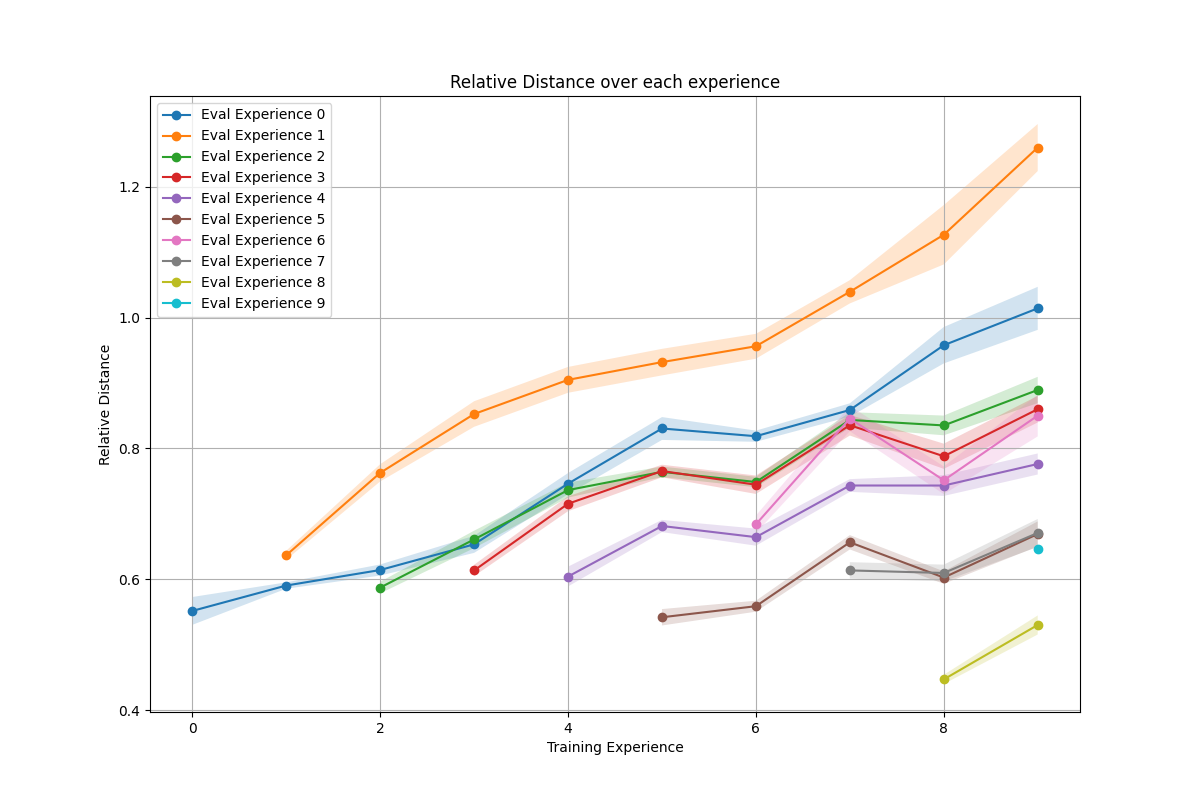 Relative Distance over each experience
Eval Experience 0
Eval Experience 1
Eval Experience 2
Eval Experience 3
Eval Experience 4
Eval Experience 5
Eval Experience 6
Eval Experience 7
Eval Experience 8
Eval Experience 9
Relative Distance
1.2
1.0
0.8
0.6
0.4
0 2 4 6 8
Training Experience